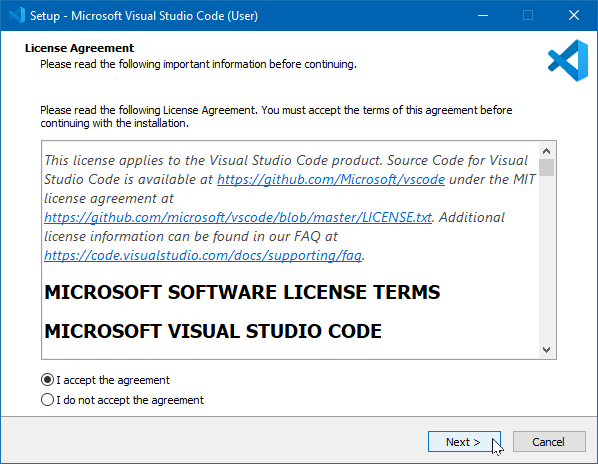 Setup - Microsoft Visual Studio Code (User)
License Agreement
Please read the following important information before continuing.
Please read the following License Agreement. You must accept the terms of this agreement before
continuing with the installation.
This license applies to the Visual Studio Code product. Source Code for Visual
Studio Code is available at https://github.com/Microsoft/vscode under the MIT
license agreement at
https://github.com/microsoft/vscode/blob/master/LICENSE.txt. Additional
license information can be found in our FAQ at
https://code.visualstudio.com/docs/supporting/faq.
MICROSOFT SOFTWARE LICENSE TERMS
MICROSOFT VISUAL STUDIO CODE
I accept the agreement
I do not accept the agreement
Next >
Cancel